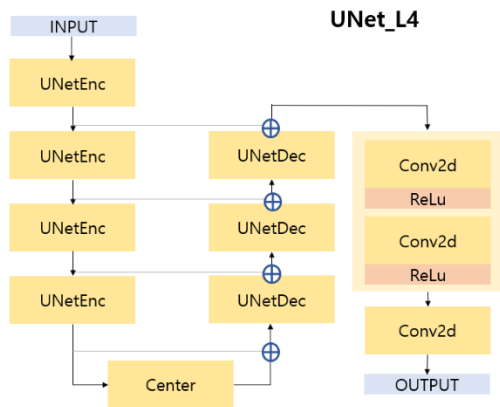 UNet_L4
INPUT
UNetEnc
UNetEnc
UNetEnc
UNetEnc
Center
UNetDec
UNetDec
UNetDec
Conv2d
ReLu
Conv2d
ReLu
Conv2d
OUTPUT